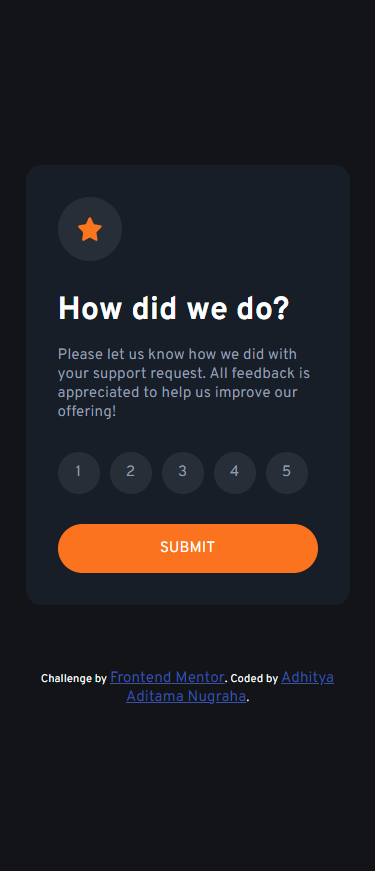 How did we do?
Please let us know how we did with
your support request. All feedback is
appreciated to help us improve our
offering!
1 2 3 4 5
SUBMIT
Challenge by Frontend Mentor. Coded by Adhitya
Aditama Nugraha.